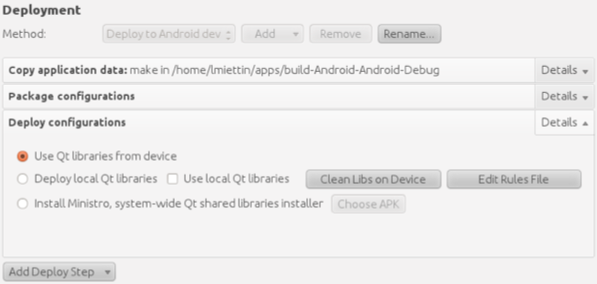 Deployment
Method: Deploy to Android dev Add Remove Rename...
Copy application data: make in /home/lmiettin/apps/build-Android-Android-Debug Details
Package configurations Details
Deploy configurations Details
Use Qt libraries from device
Deploy local Qt libraries Use local Qt libraries Clean Libs on Device Edit Rules File
Install Ministro, system-wide Qt shared libraries installer Choose APK
Add Deploy Step